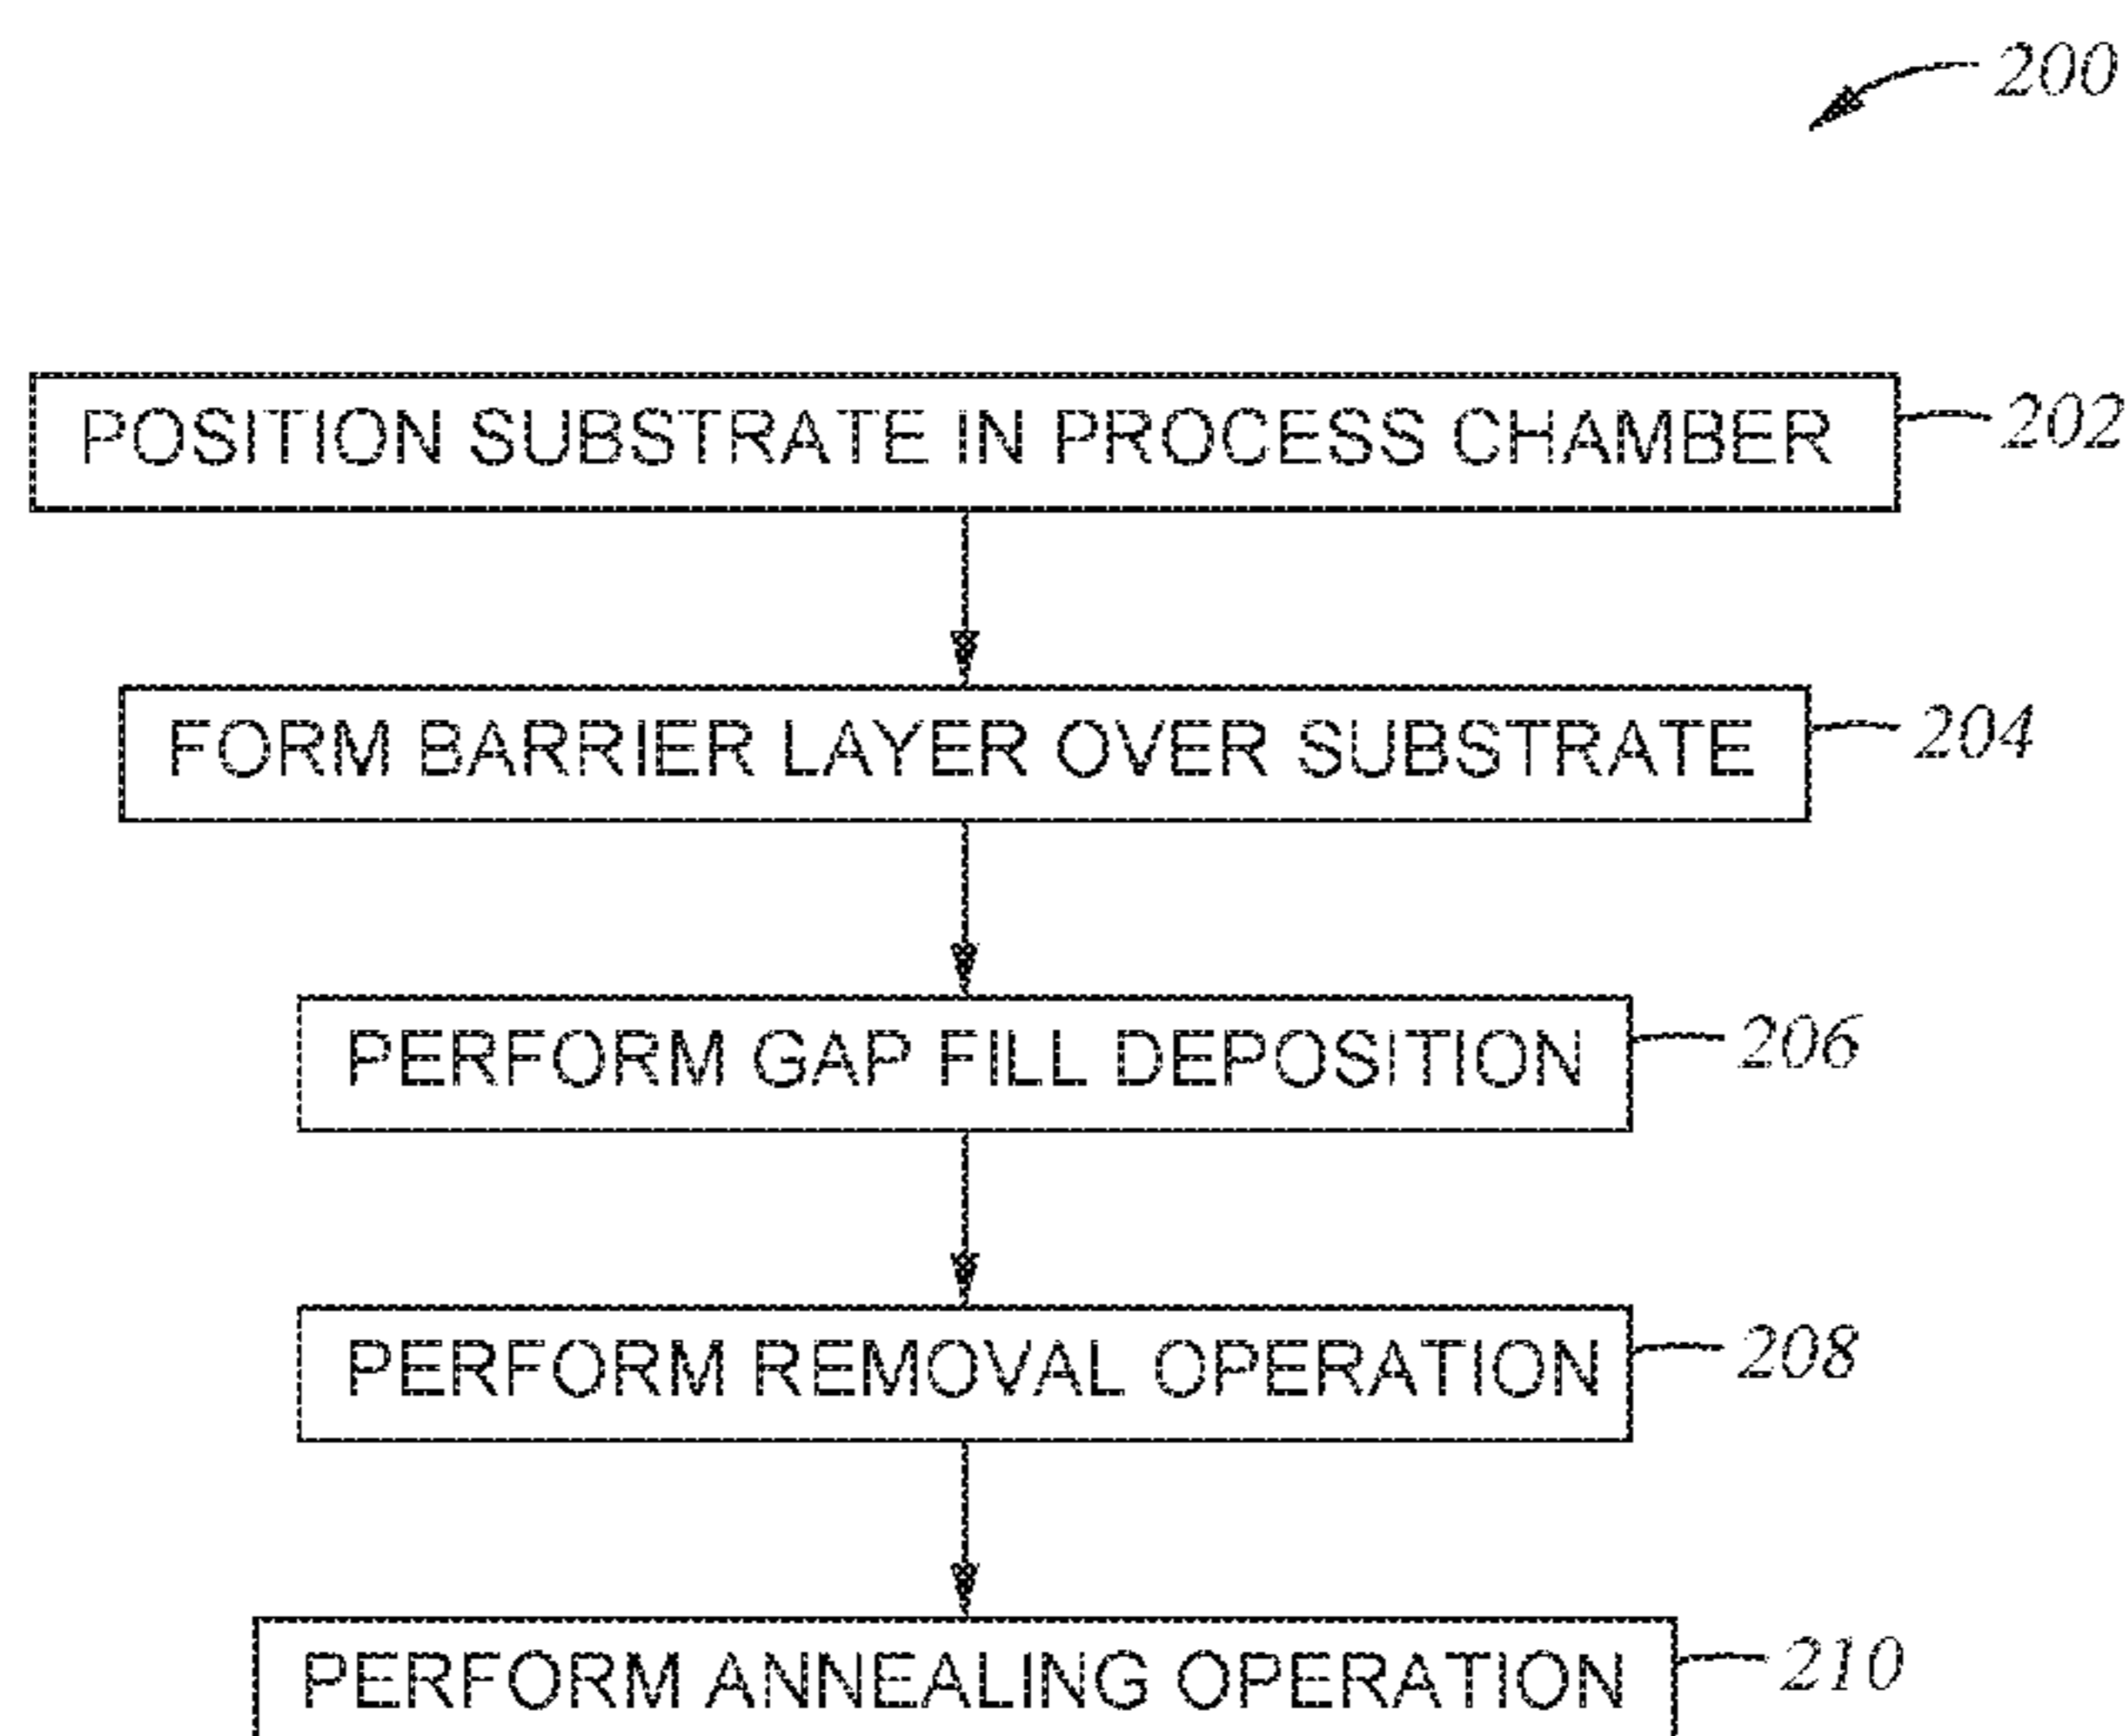 200
POSITION SUBSTRATE IN PROCESS CHAMBER 202
FORM BARRIER LAYER OVER SUBSTRATE 204
PERFORM GAP FILL DEPOSITION 206
PERFORM REMOVAL OPERATION 208
PERFORM ANNEALING OPERATION 210